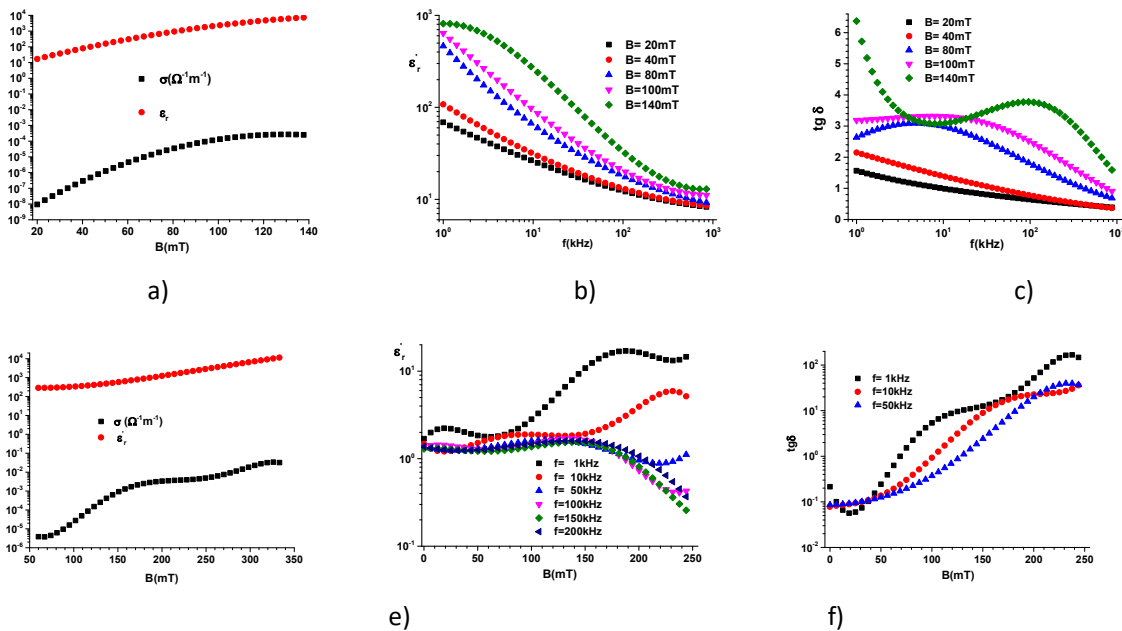 10⁴
10³
10²
10¹
10⁰
10⁻¹
10⁻²
10⁻³
10⁻⁴
10⁻⁵
10⁻⁶
10⁻⁷
10⁻⁸
10⁻⁹
σ(Ω⁻¹m⁻¹)
εᵣ
20 40 60 80 100 120 140
B(mT)
a)
10³
10²
10¹
ε'ᵣ
B= 20mT
B= 40mT
B= 80mT
B=100mT
B=140mT
10⁰ 10¹ 10² 10³
f(kHz)
b)
6
5
4
3
2
1
0
tg δ
B= 20mT
B= 40mT
B= 80mT
B=100mT
B=140mT
10⁰ 10¹ 10² 10³
f(kHz)
c)
10⁴
10³
10²
10¹
10⁰
10⁻¹
10⁻²
10⁻³
10⁻⁴
10⁻⁵
10⁻⁶
σ (Ω⁻¹m⁻¹)
ε'ᵣ
50 100 150 200 250 300 350
B(mT)
ε'ᵣ
10¹
10⁰
10⁻¹
f= 1kHz
f= 10kHz
f= 50kHz
f=100kHz
f=150kHz
f=200kHz
0 50 100 150 200 250
B(mT)
e)
10²
10¹
10⁰
10⁻¹
10⁻²
tgδ
f= 1kHz
f=10kHz
f=50kHz
0 50 100 150 200 250
B(mT)
f)